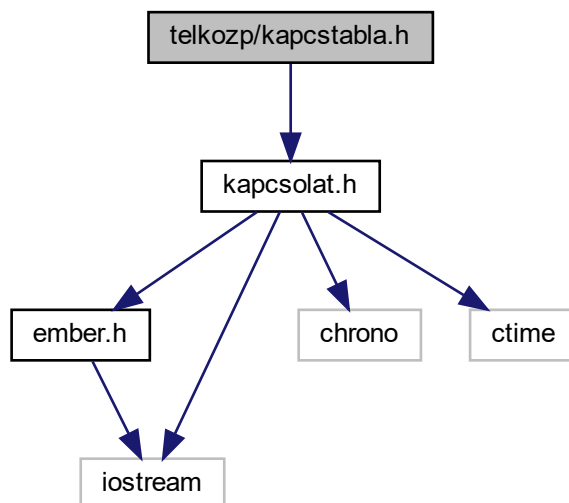 telkozp/kapcstabla.h
kapcsolat.h
ember.h
chrono
ctime
iostream